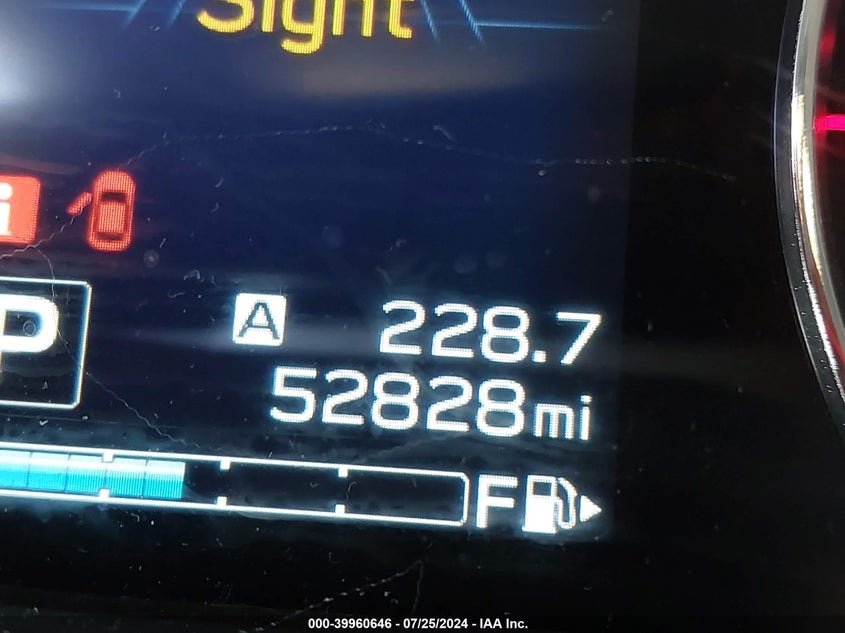 Sight
i
P
A 228.7
52828mi
F
000-39960646 - 07/25/2024 - IAA Inc.